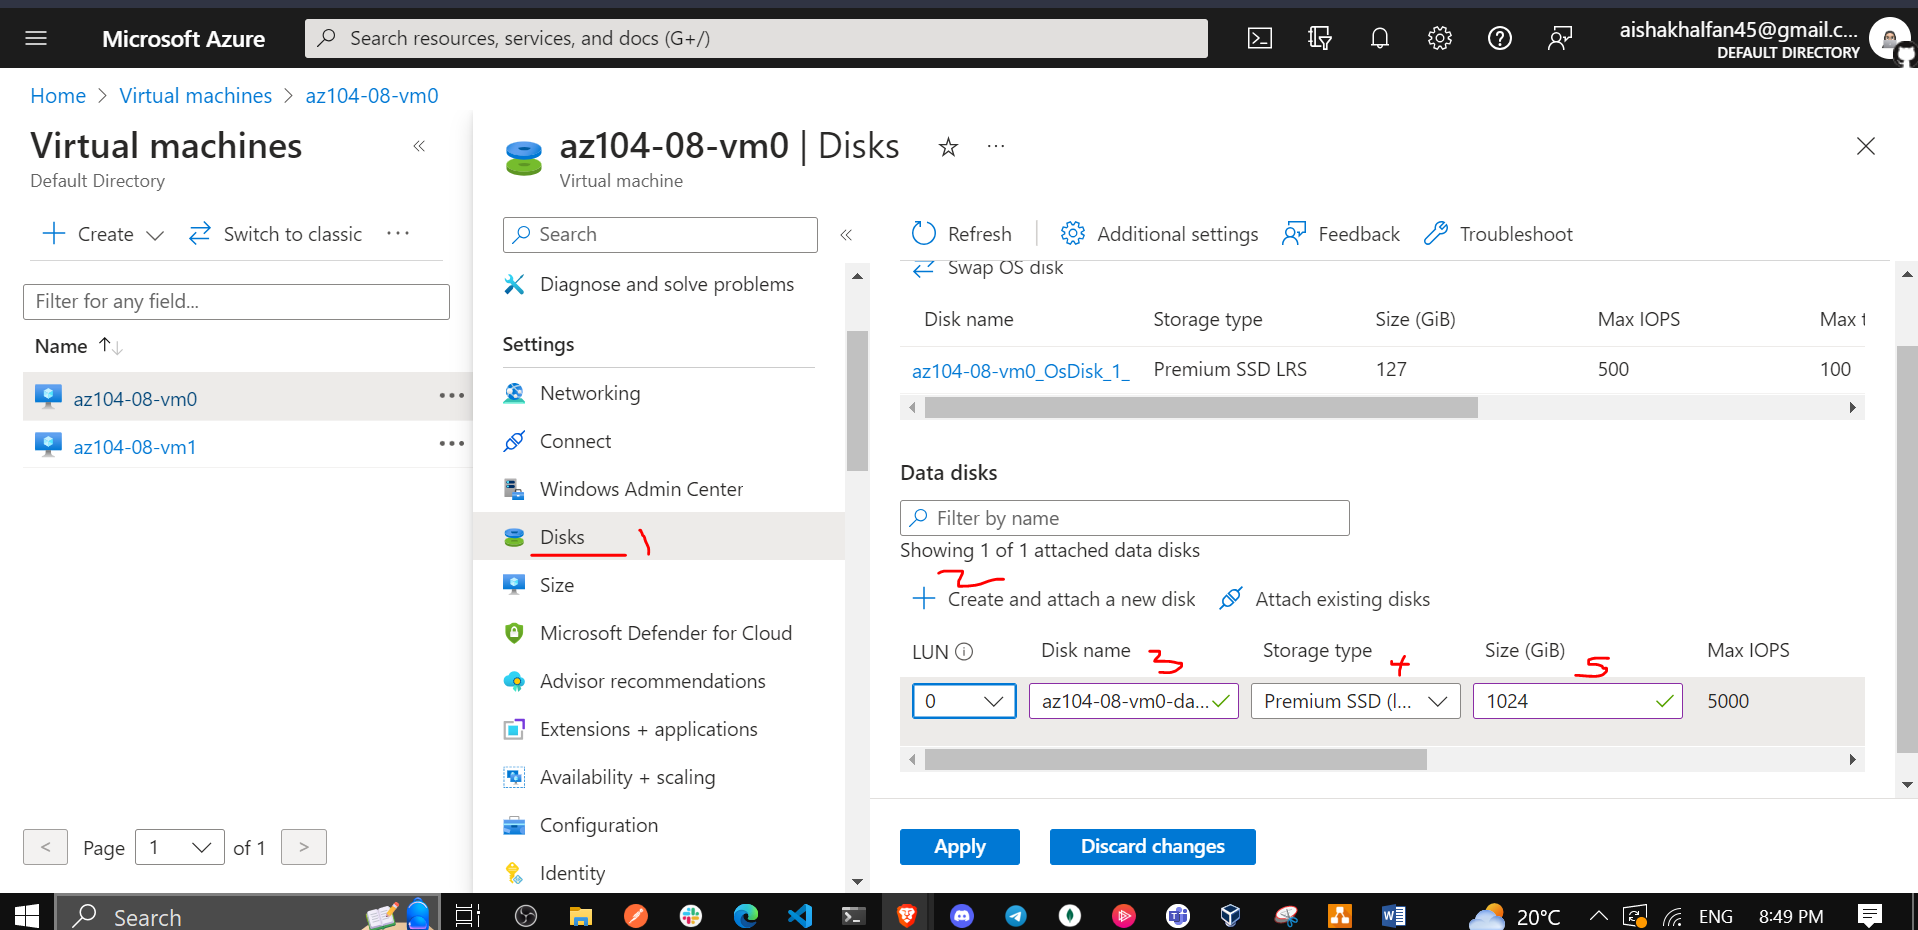 Microsoft Azure
Search resources, services, and docs (G+/)
aishakhalfan45@gmail.c...
DEFAULT DIRECTORY
Home > Virtual machines > az104-08-vm0
Virtual machines
Default Directory
Create
Switch to classic
Filter for any field...
Name
az104-08-vm0
az104-08-vm1
< Page 1 of 1 >
az104-08-vm0 | Disks
Virtual machine
Search
Diagnose and solve problems
Settings
Networking
Connect
Windows Admin Center
Disks 1
Size
Microsoft Defender for Cloud
Advisor recommendations
Extensions + applications
Availability + scaling
Configuration
Identity
Refresh
Additional settings
Feedback
Troubleshoot
Swap OS disk
Disk name Storage type Size (GiB) Max IOPS Max t
az104-08-vm0_OsDisk_1_ Premium SSD LRS 127 500 100
Data disks
Filter by name
Showing 1 of 1 attached data disks
2
Create and attach a new disk
Attach existing disks
LUN Disk name 3 Storage type 4 Size (GiB) 5 Max IOPS
0 az104-08-vm0-da... Premium SSD (l... 1024 5000
Apply
Discard changes
Search
20°C
ENG
8:49 PM